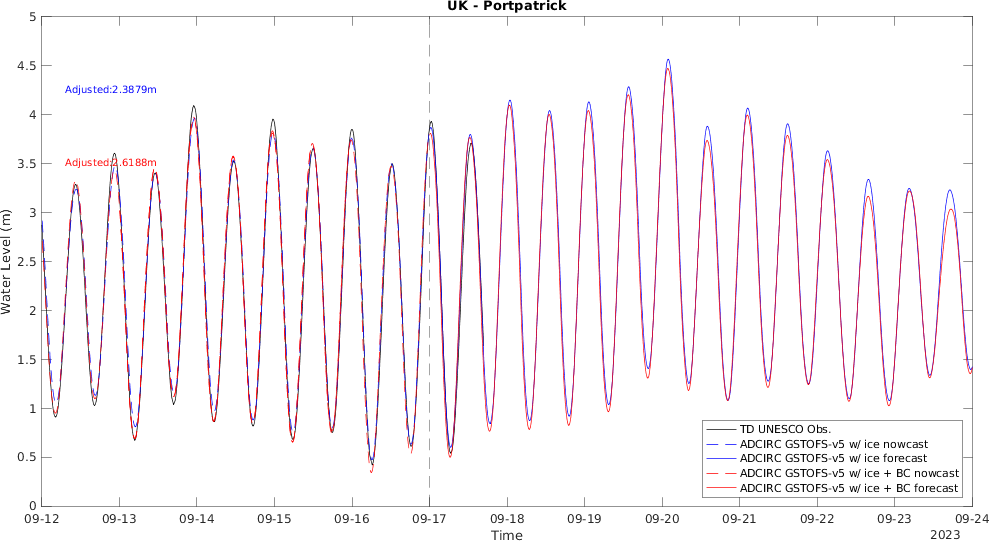 UK - Portpatrick
5
4.5
4
3.5
3
2.5
2
1.5
1
0.5
0
Water Level (m)
Adjusted:2.3879m
Adjusted:2.6188m
TD UNESCO Obs.
ADCIRC GSTOFS-v5 w/ ice nowcast
ADCIRC GSTOFS-v5 w/ ice forecast
ADCIRC GSTOFS-v5 w/ ice + BC nowcast
ADCIRC GSTOFS-v5 w/ ice + BC forecast
09-12 09-13 09-14 09-15 09-16 09-17 09-18 09-19 09-20 09-21 09-22 09-23 09-24
Time
2023